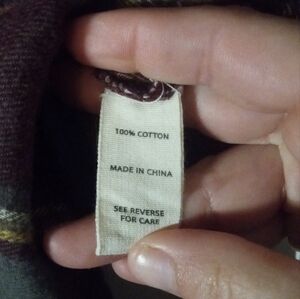 100% COTTON
MADE IN CHINA
SEE REVERSE
FOR CARE